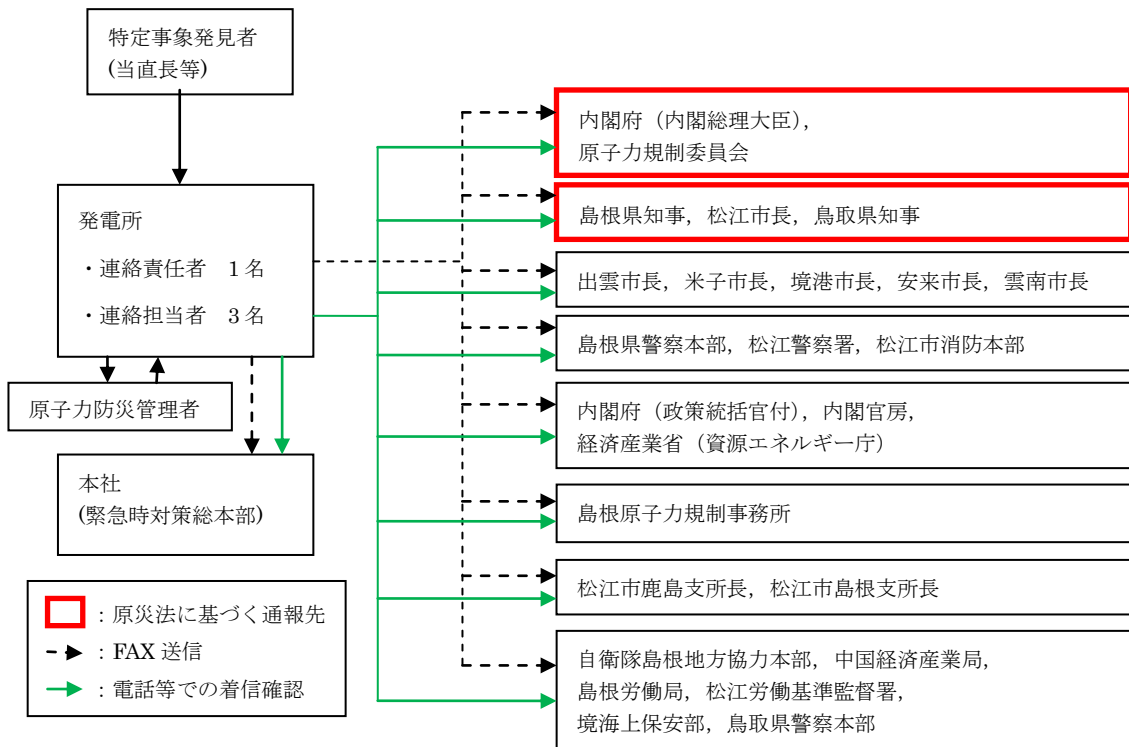 特定事象発見者
(当直長等)
発電所
・連絡責任者　1 名
・連絡担当者　3 名
原子力防災管理者
本社
(緊急時対策総本部)
：原災法に基づく通報先
：FAX 送信
：電話等での着信確認
内閣府（内閣総理大臣），
原子力規制委員会
島根県知事，松江市長，鳥取県知事
出雲市長，米子市長，境港市長，安来市長，雲南市長
島根県警察本部，松江警察署，松江市消防本部
内閣府（政策統括官付），内閣官房，
経済産業省（資源エネルギー庁）
島根原子力規制事務所
松江市鹿島支所長，松江市島根支所長
自衛隊島根地方協力本部，中国経済産業局，
島根労働局，松江労働基準監督署，
境海上保安部，鳥取県警察本部